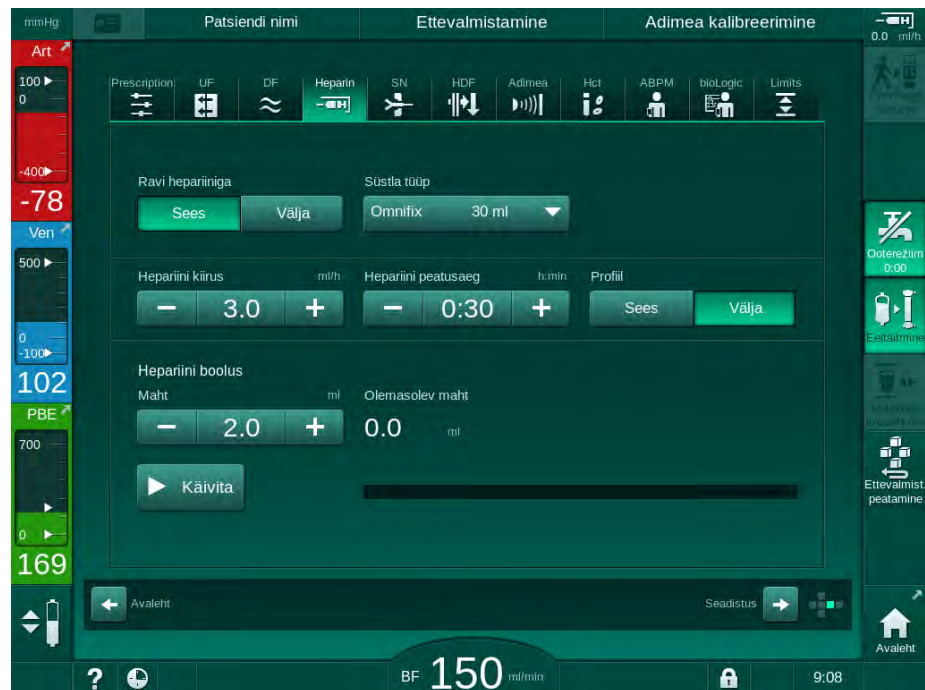 mmHg Patsiendi nimi Ettevalmistamine Adimea kalibreerimine
0.0 ml/h
Art
100
0
-400
-78
Ven
500
0
-100
102
PBE
700
0
169
Prescription UF DF Heparin SN HDF Adimea Hct ABPM bioLogic Limits
Ravi hepariiniga Süstla tüüp
Sees Välja Omnifix 30 ml
Hepariini kiirus ml/h Hepariini peatusaeg h:min Profiil
− 3.0 + − 0:30 + Sees Välja
Hepariini boolus
Maht ml Olemasolev maht
− 2.0 + 0.0 ml
Käivita
Avaleht Seadistus
Ooterežiim
0:00
Eeltäitmine
Ettevalmist.
peatamine
Avaleht
? BF 150 ml/min 9:08